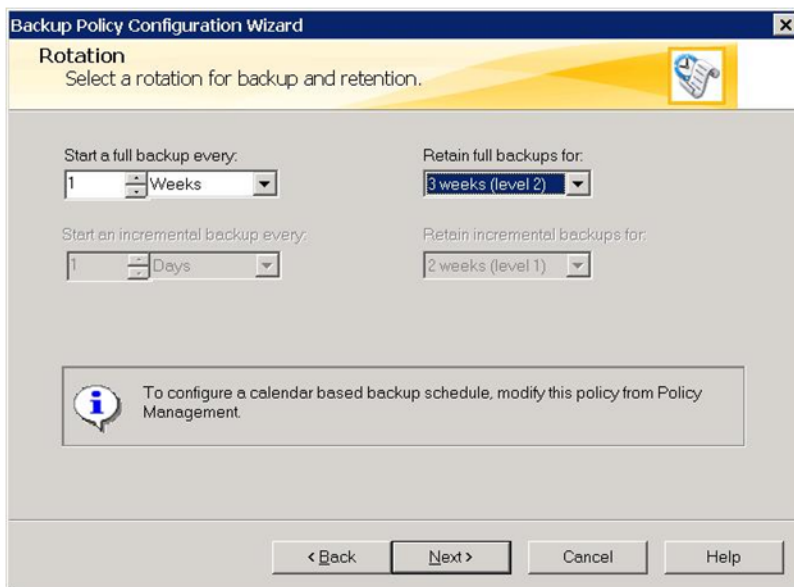 Backup Policy Configuration Wizard
Rotation
Select a rotation for backup and retention.
Start a full backup every:
Retain full backups for:
1 Weeks
3 weeks (level 2)
Start an incremental backup every:
Retain incremental backups for:
1 Days
2 weeks (level 1)
To configure a calendar based backup schedule, modify this policy from Policy
Management.
< Back
Next >
Cancel
Help